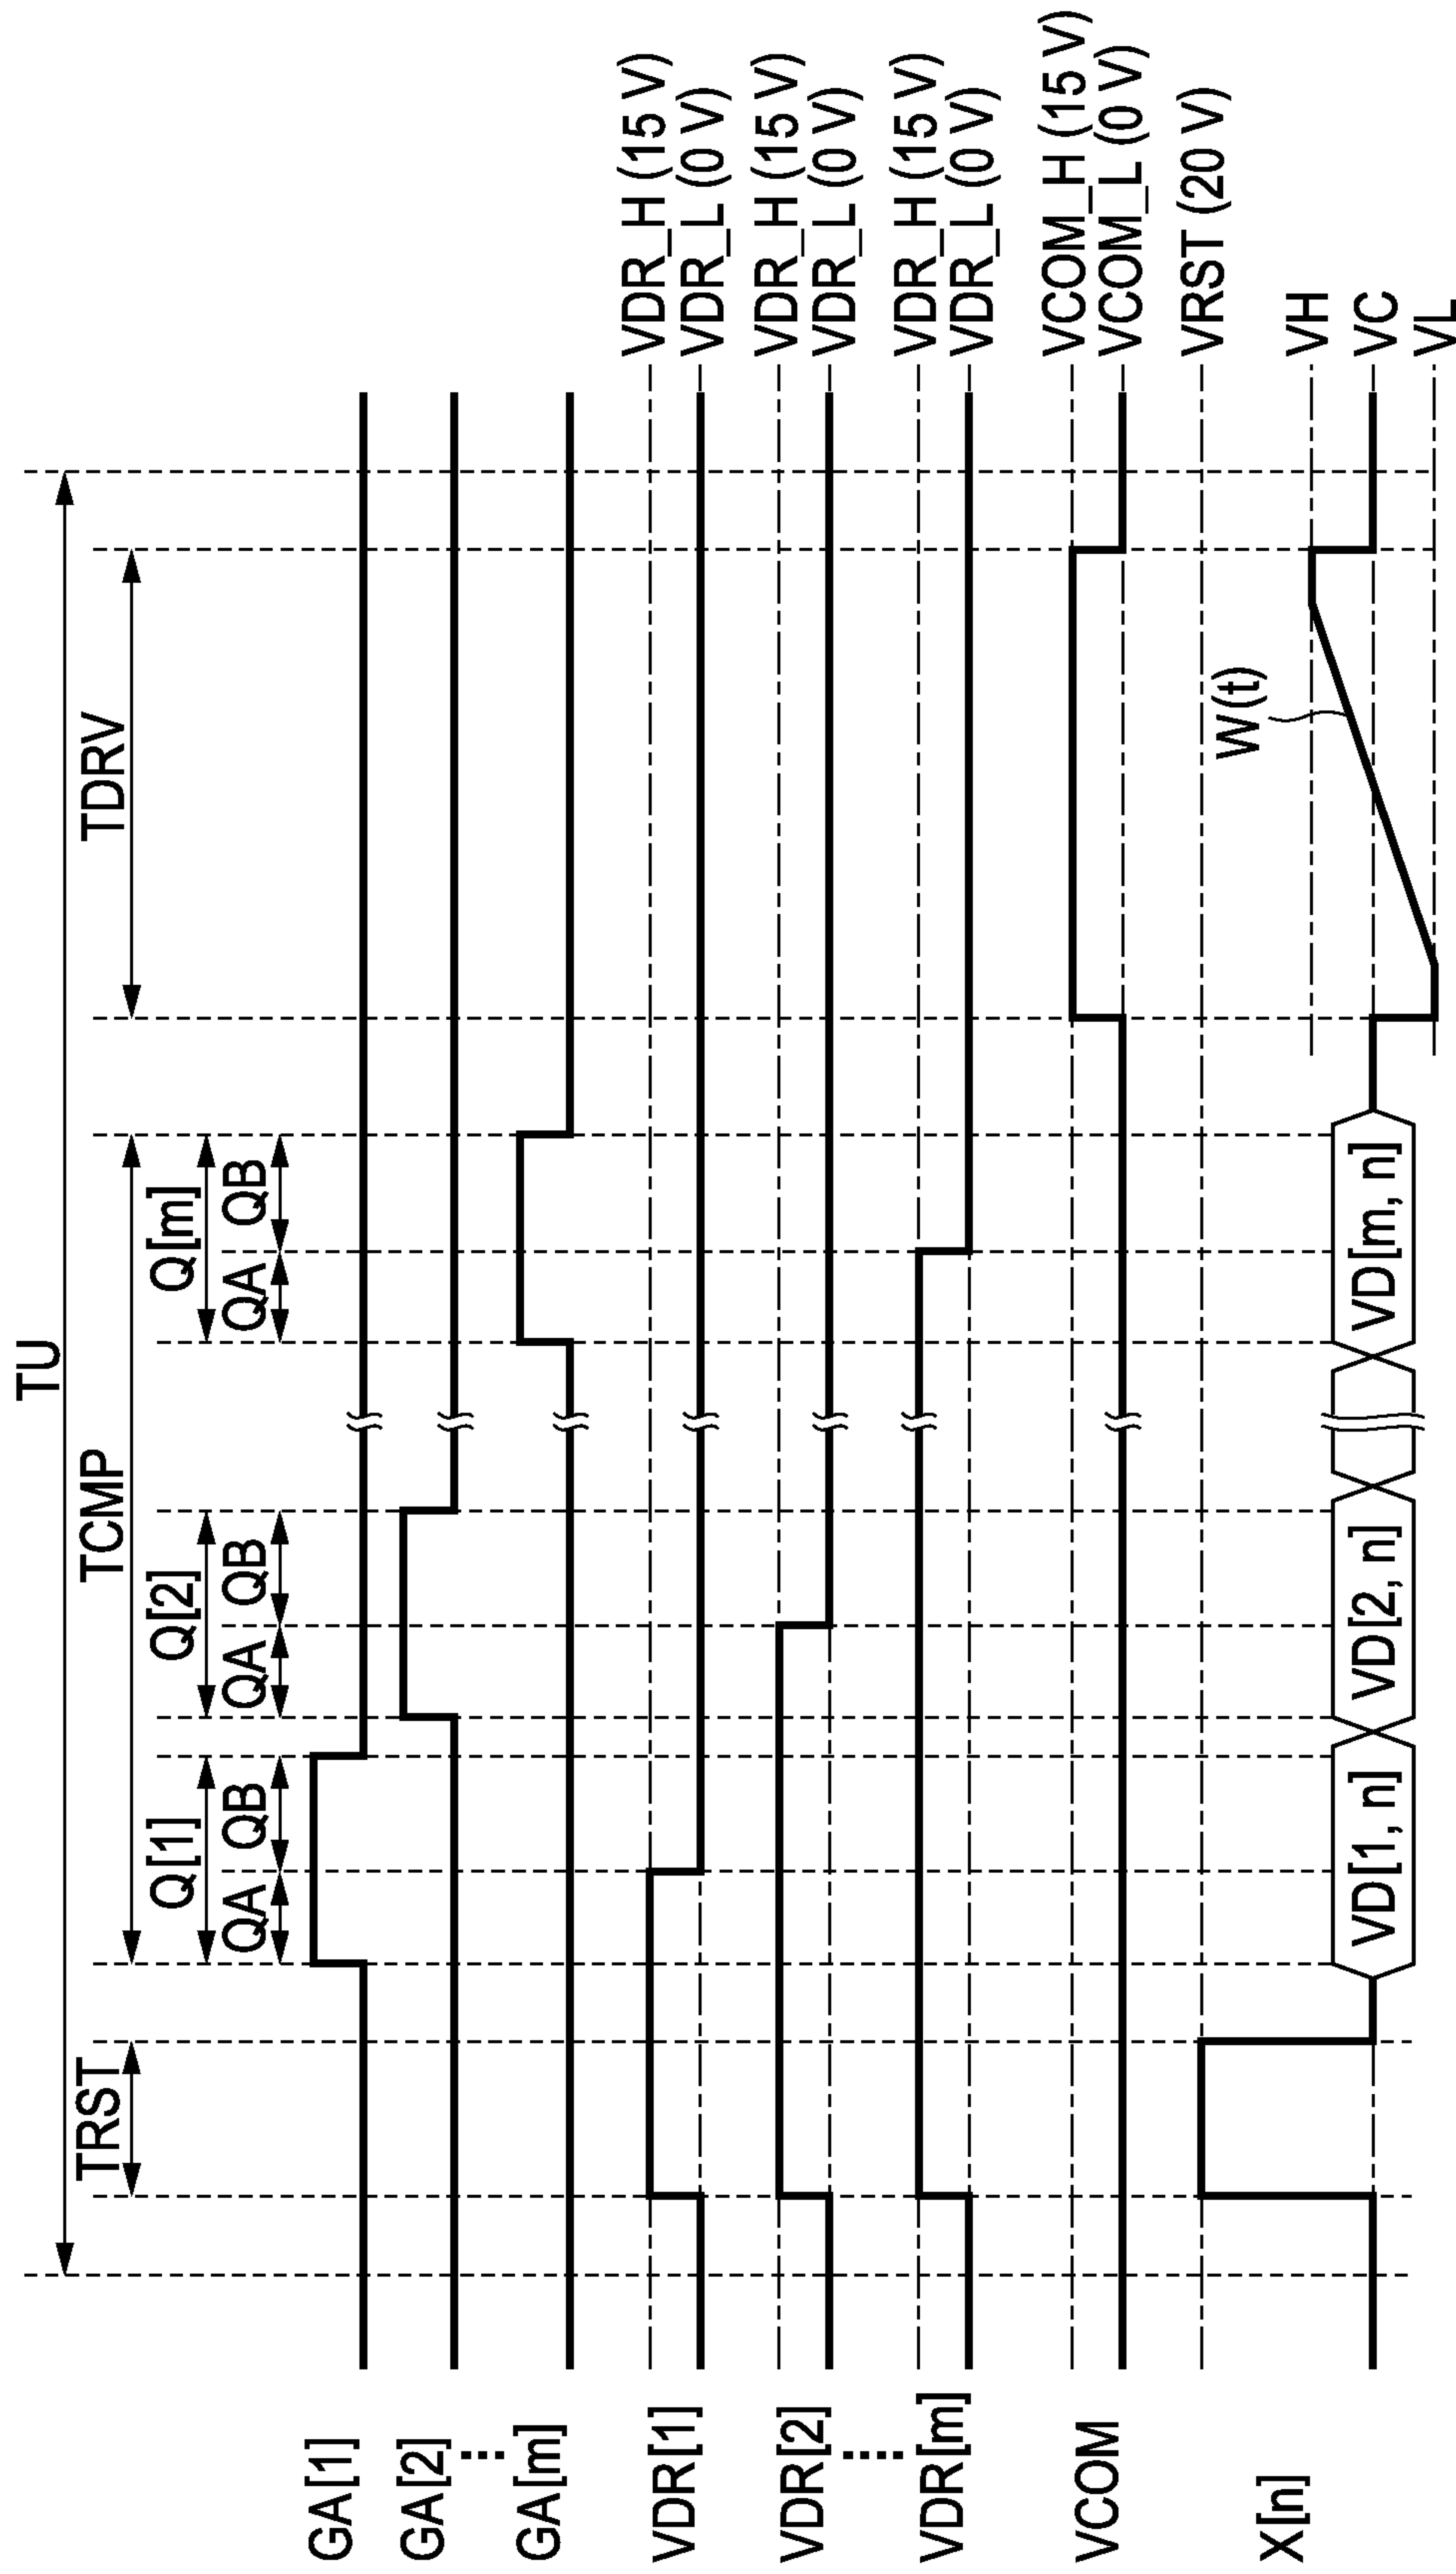 TU
TRST
TCMP
TDRV
Q[1]
Q[2]
Q[m]
QA
QB
QA
QB
QA
QB
GA[1]
GA[2]
GA[m]
VDR[1]
VDR_H (15 V)
VDR_L (0 V)
VDR[2]
VDR_H (15 V)
VDR_L (0 V)
VDR[m]
VDR_H (15 V)
VDR_L (0 V)
VCOM
VCOM_H (15 V)
VCOM_L (0 V)
VRST (20 V)
X[n]
W(t)
VH
VC
VL
VD[1, n]
VD[2, n]
VD[m, n]